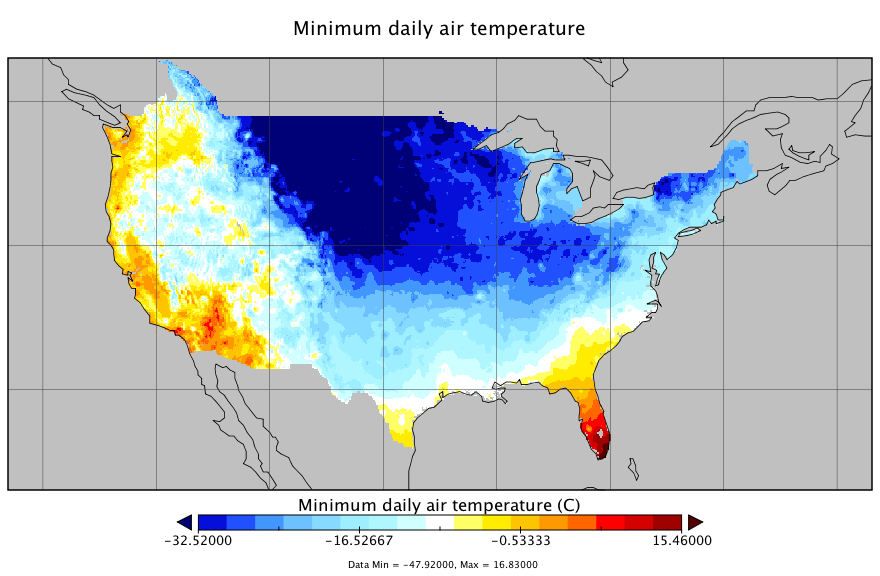 Minimum daily air temperature
Minimum daily air temperature (C)
−32.52000 −16.52667 −0.53333 15.46000
Data Min = −47.92000, Max = 16.83000